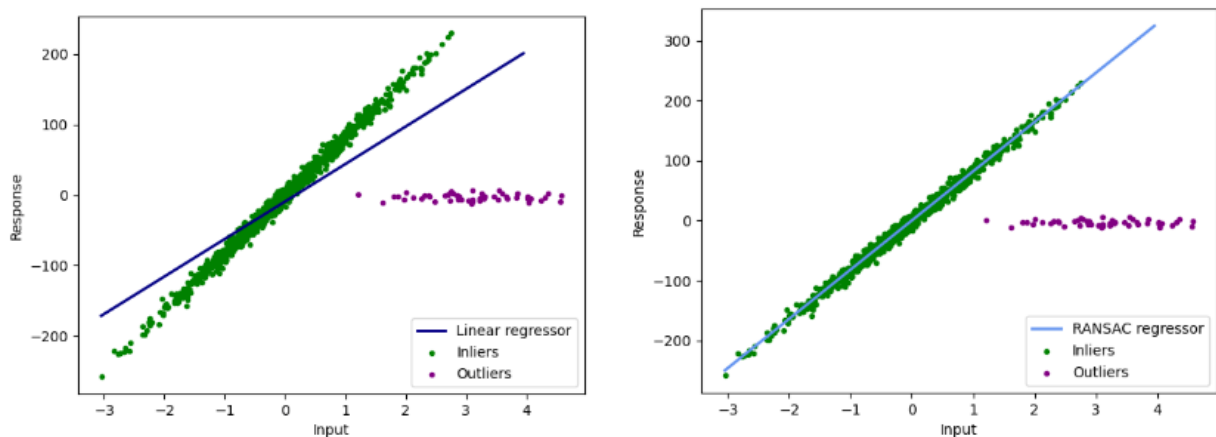 200
100
0
−100
−200
Response
−3
−2
−1
0
1
2
3
4
Input
Linear regressor
Inliers
Outliers
300
200
100
0
−100
−200
Response
−3
−2
−1
0
1
2
3
4
Input
RANSAC regressor
Inliers
Outliers